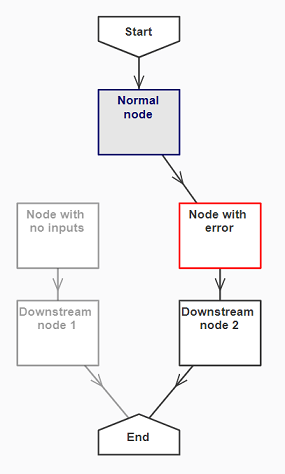 Start
Normal
node
Node with
no inputs
Node with
error
Downstream
node 1
Downstream
node 2
End